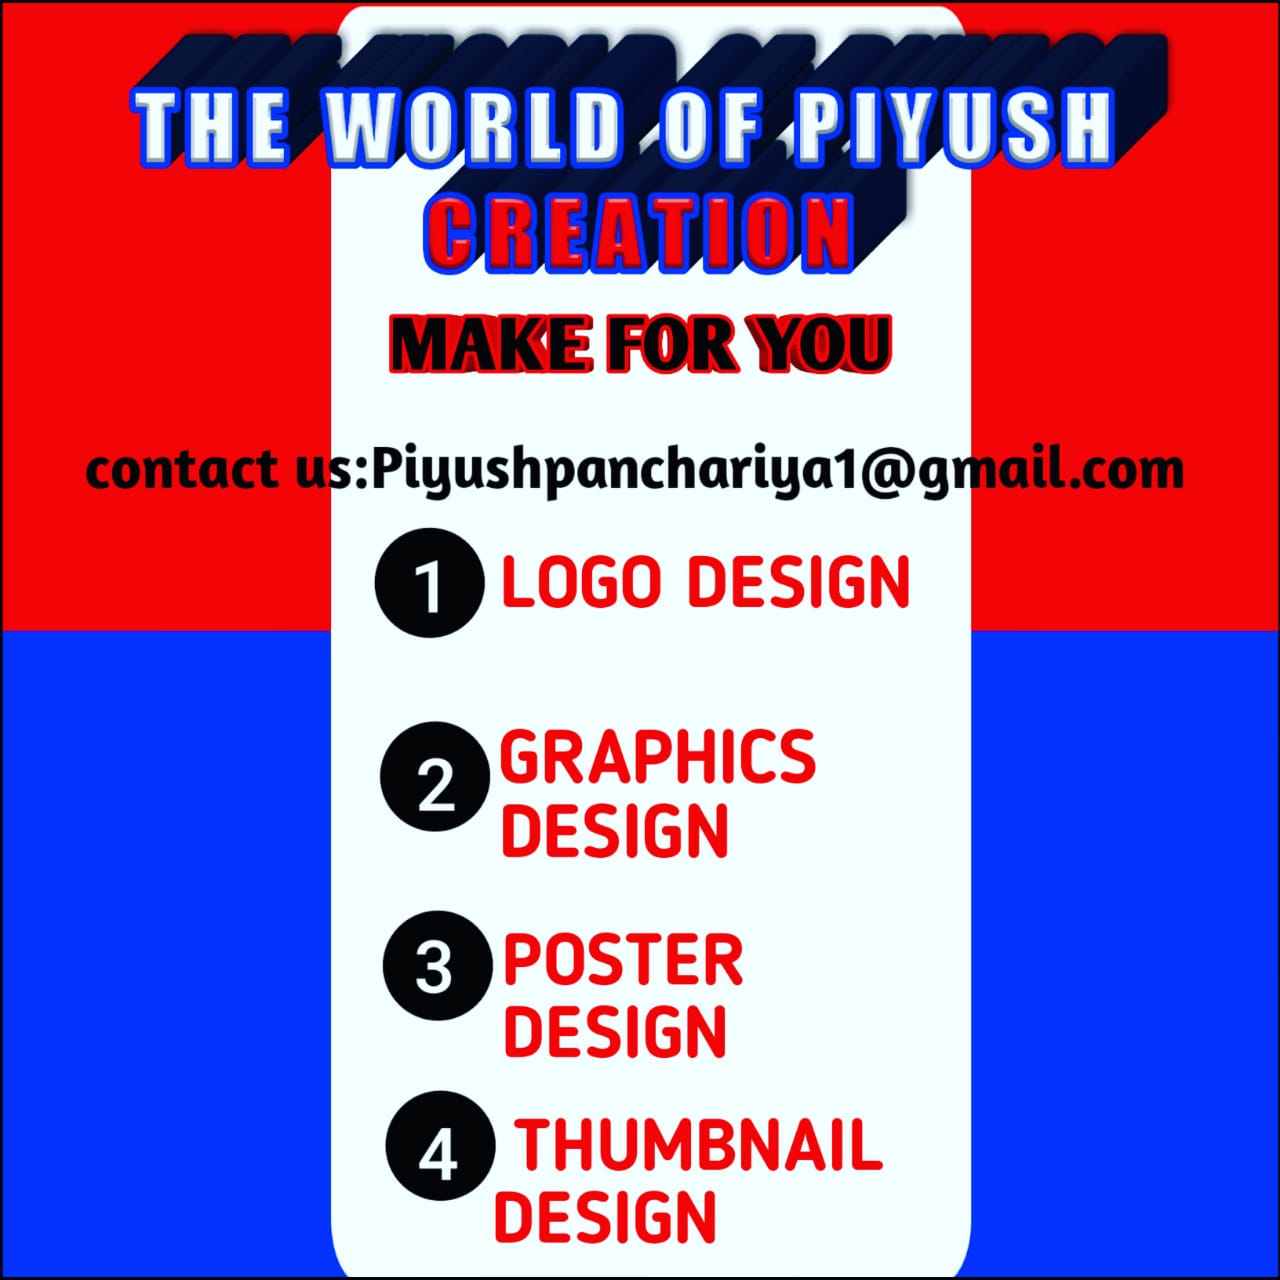 THE WORLD OF PIYUSH
CREATION
MAKE FOR YOU
contact us:Piyushpanchariya1@gmail.com
1 LOGO DESIGN
2 GRAPHICS
DESIGN
3 POSTER
DESIGN
4 THUMBNAIL
DESIGN